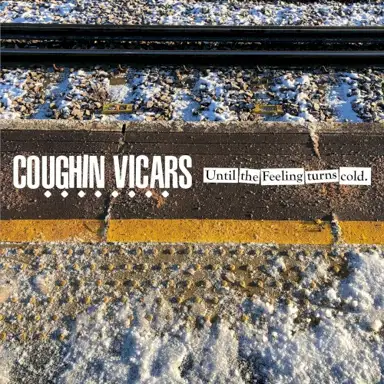 COUGHIN VICARS
Until the Feeling turns cold.